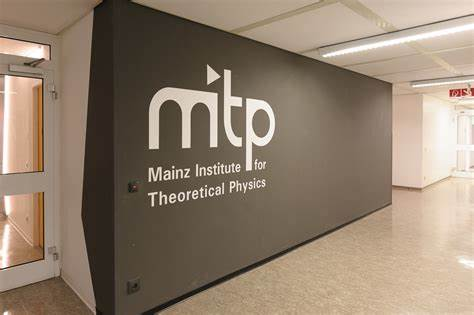 mitp
Mainz Institute for
Theoretical Physics